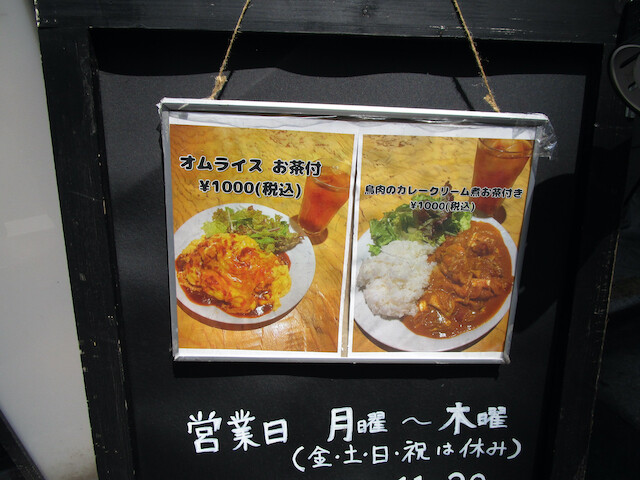 オムライス お茶付
¥1000(税込)
鳥肉のカレークリーム煮お茶付き
¥1000(税込)
営業日 月曜～木曜
(金・土・日・祝は休み)